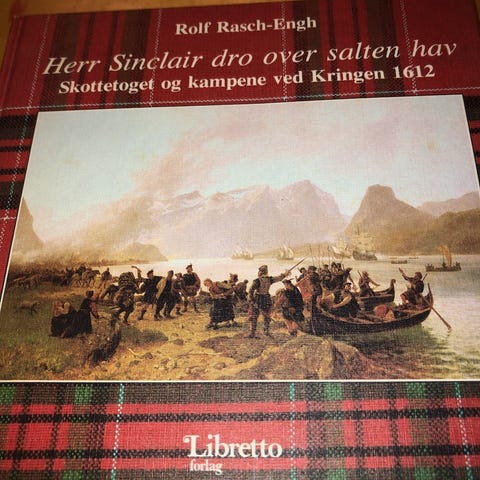 Rolf Rasch-Engh
Herr Sinclair dro over salten hav
Skottetoget og kampene ved Kringen 1612
Libretto
forlag